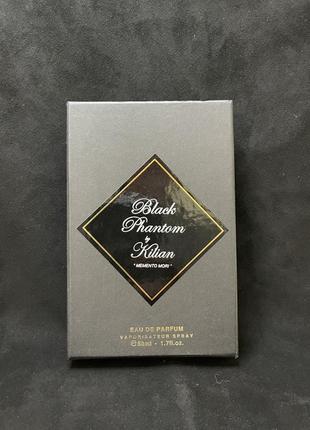 Black
Phantom
by
Kilian
"MEMENTO MORI"
EAU DE PARFUM
VAPORISATEUR SPRAY
℮50ml - 1.7fl.oz.